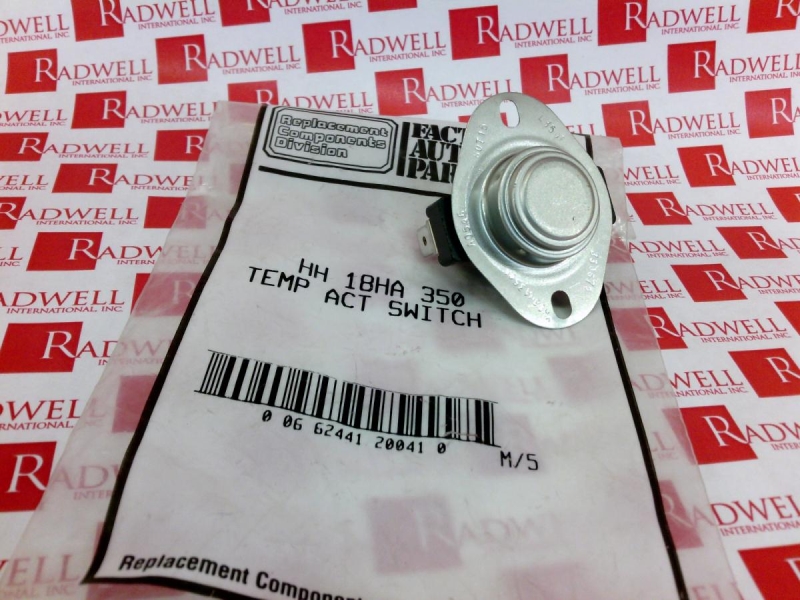 RADWELL
INTERNATIONAL, INC.
Replacement
Components
Division
FACT
AUT
PAR
HH 18HA 350
TEMP ACT SWITCH
0 06 62441 20041 0
M/5
Replacement Compon